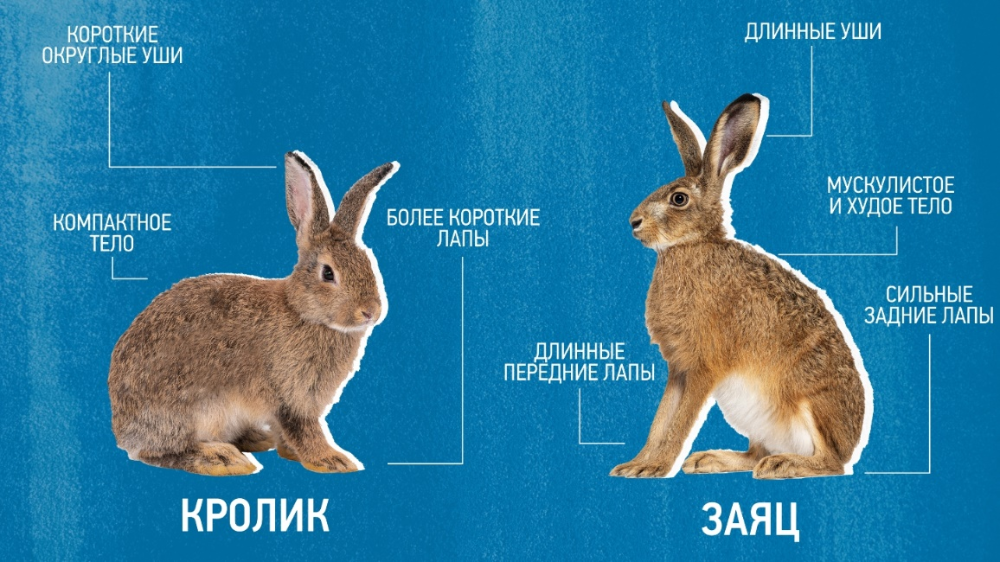 КОРОТКИЕ
ОКРУГЛЫЕ УШИ
КОМПАКТНОЕ
ТЕЛО
БОЛЕЕ КОРОТКИЕ
ЛАПЫ
КРОЛИК
ДЛИННЫЕ УШИ
МУСКУЛИСТОЕ
И ХУДОЕ ТЕЛО
СИЛЬНЫЕ
ЗАДНИЕ ЛАПЫ
ДЛИННЫЕ
ПЕРЕДНИЕ ЛАПЫ
ЗАЯЦ